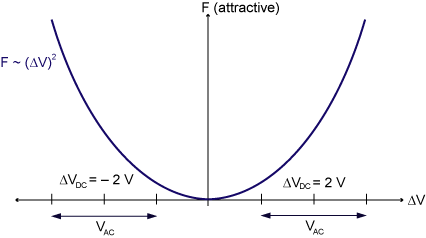 F (attractive)
F ~ (ΔV)²
ΔV_DC = – 2 V
ΔV_DC = 2 V
ΔV
V_AC
V_AC